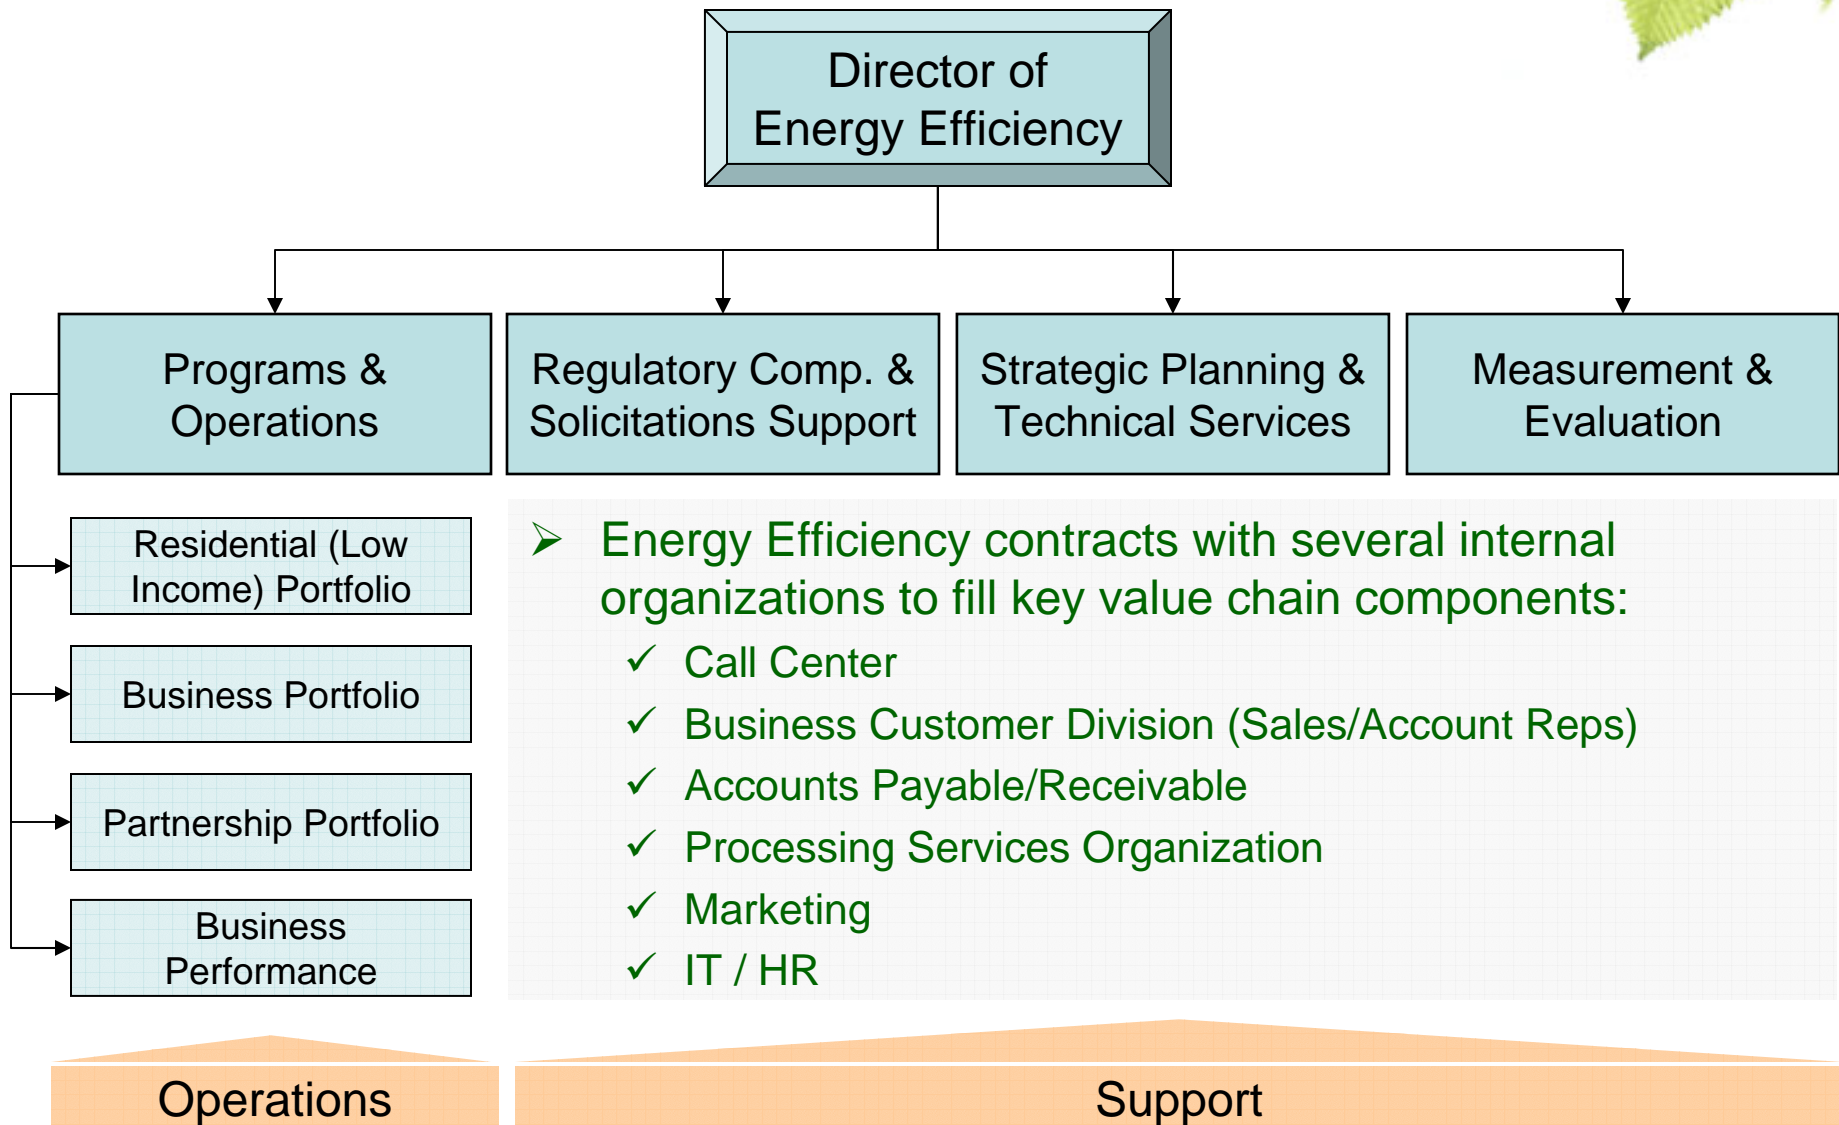 Director of
Energy Efficiency
Programs &
Operations
Regulatory Comp. &
Solicitations Support
Strategic Planning &
Technical Services
Measurement &
Evaluation
Residential (Low
Income) Portfolio
Business Portfolio
Partnership Portfolio
Business
Performance
➢ Energy Efficiency contracts with several internal
organizations to fill key value chain components:
✓ Call Center
✓ Business Customer Division (Sales/Account Reps)
✓ Accounts Payable/Receivable
✓ Processing Services Organization
✓ Marketing
✓ IT / HR
Operations
Support